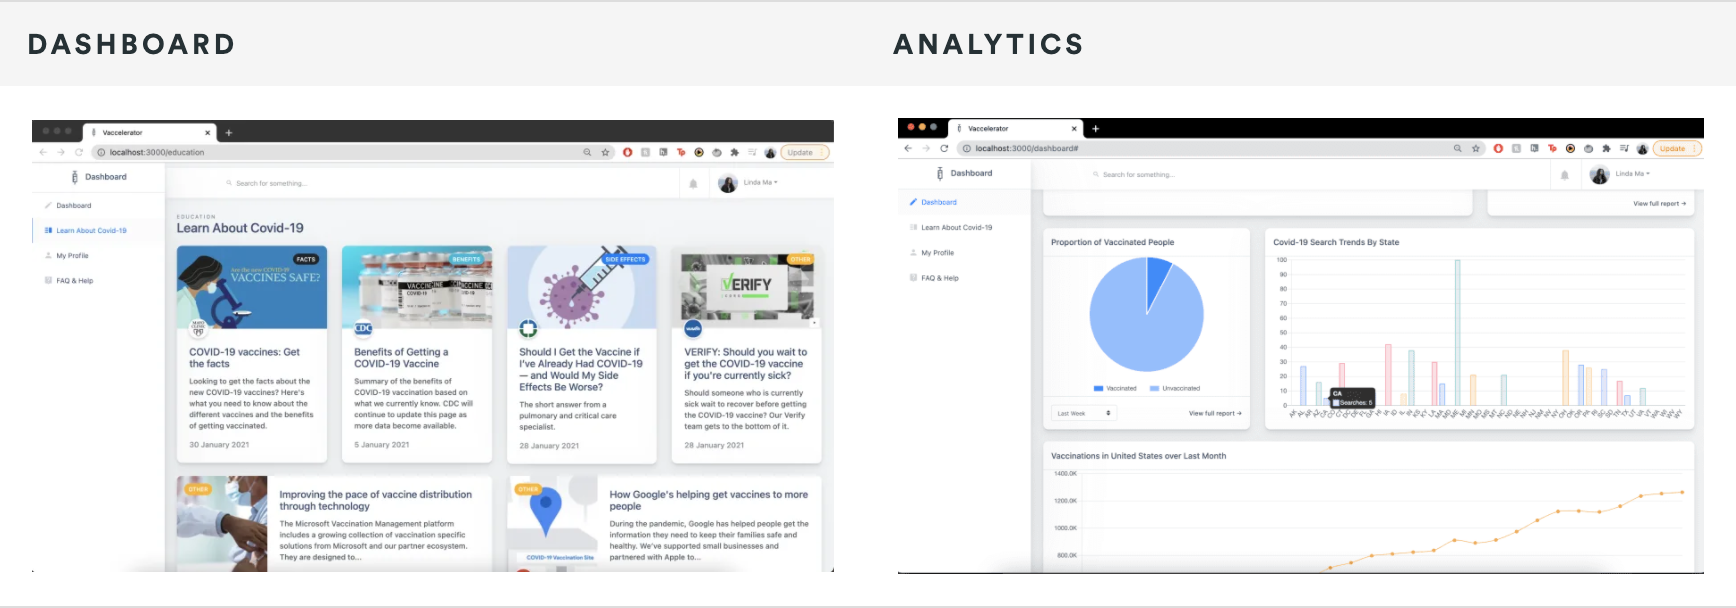 DASHBOARD
ANALYTICS
Vaccelerator
localhost:3000/education
Update
Dashboard
Search for something...
Linda Ma
Dashboard
Learn About Covid-19
My Profile
FAQ & Help
EDUCATION
Learn About Covid-19
FACTS
Are the new COVID-19
VACCINES SAFE?
COVID-19 vaccines: Get
the facts
Looking to get the facts about the
new COVID-19 vaccines? Here's
what you need to know about the
different vaccines and the benefits
of getting vaccinated.
30 January 2021
BENEFITS
VACCINE
COVID-19
CDC
Benefits of Getting a
COVID-19 Vaccine
Summary of the benefits of
COVID-19 vaccination based on
what we currently know. CDC will
continue to update this page as
more data become available.
5 January 2021
SIDE EFFECTS
Should I Get the Vaccine if
I've Already Had COVID-19
— and Would My Side
Effects Be Worse?
The short answer from a
pulmonary and critical care
specialist.
28 January 2021
OTHER
VERIFY
VERIFY: Should you wait to
get the COVID-19 vaccine
if you're currently sick?
Should someone who is currently
sick wait to recover before getting
the COVID-19 vaccine? Our Verify
team gets to the bottom of it.
28 January 2021
OTHER
Improving the pace of vaccine distribution
through technology
The Microsoft Vaccination Management platform
includes a growing collection of vaccination specific
solutions from Microsoft and our partner ecosystem.
They are designed to...
OTHER
COVID-19 Vaccination Site
How Google's helping get vaccines to more
people
During the pandemic, Google has helped people get the
information they need to keep their families safe and
healthy. We've supported small businesses and
partnered with Apple to...
Vaccelerator
localhost:3000/dashboard#
Update
Dashboard
Search for something...
Linda Ma
Dashboard
Learn About Covid-19
My Profile
FAQ & Help
View full report →
Proportion of Vaccinated People
Vaccinated
Unvaccinated
Last Week
View full report →
Covid-19 Search Trends By State
100
90
80
70
60
50
40
30
20
10
0
CA
Searches: 5
Vaccinations in United States over Last Month
1400.0K
1200.0K
1000.0K
800.0K